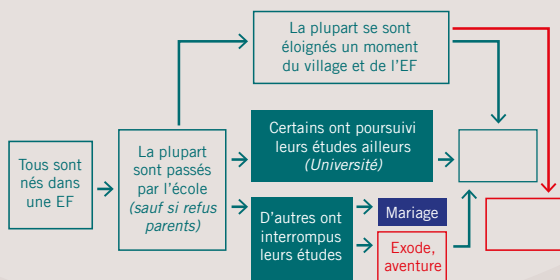 La plupart se sont
éloignés un moment
du village et de l'EF
Tous sont
nés dans
une EF
La plupart
sont passés
par l'école
(sauf si refus
parents)
Certains ont poursuivi
leurs études ailleurs
(Université)
D'autres ont
interrompus
leurs études
Mariage
Exode,
aventure